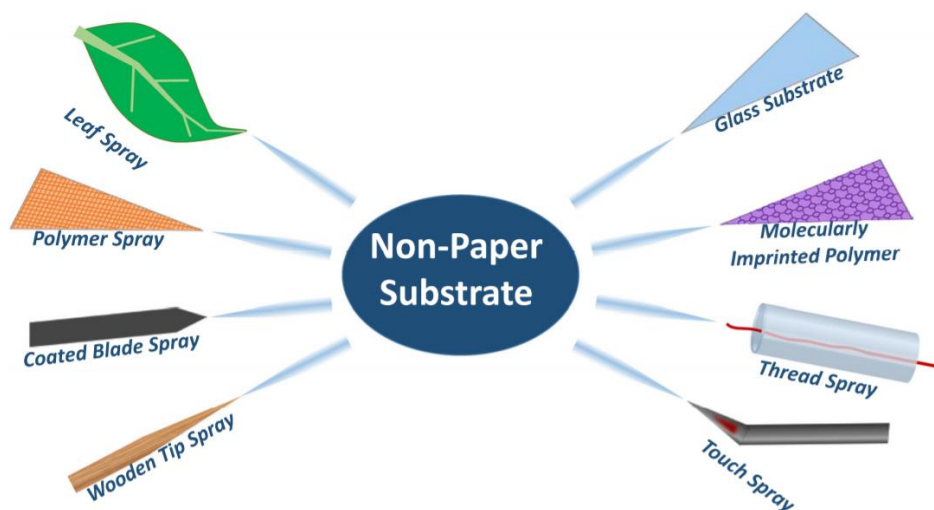 Leaf Spray
Glass Substrate
Polymer Spray
Non-Paper
Substrate
Molecularly
Imprinted Polymer
Coated Blade Spray
Thread Spray
Wooden Tip Spray
Touch Spray